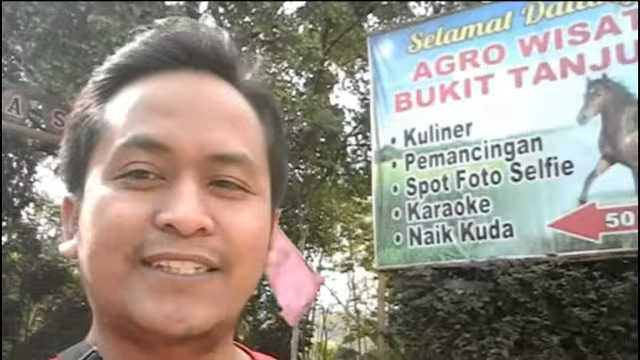 Selamat
AGRO WISAT
BUKIT TANJU
• Kuliner
• Pemancingan
• Spot Foto Selfie
• Karaoke
• Naik Kuda
50
A S